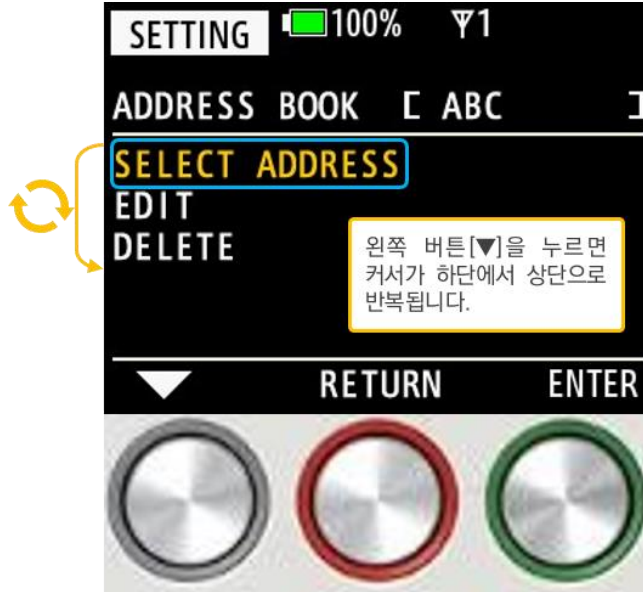 SETTING 100% 1
ADDRESS BOOK [ ABC ]
SELECT ADDRESS
EDIT
DELETE
왼쪽 버튼[▼]을 누르면
커서가 하단에서 상단으로
반복됩니다.
▼ RETURN ENTER